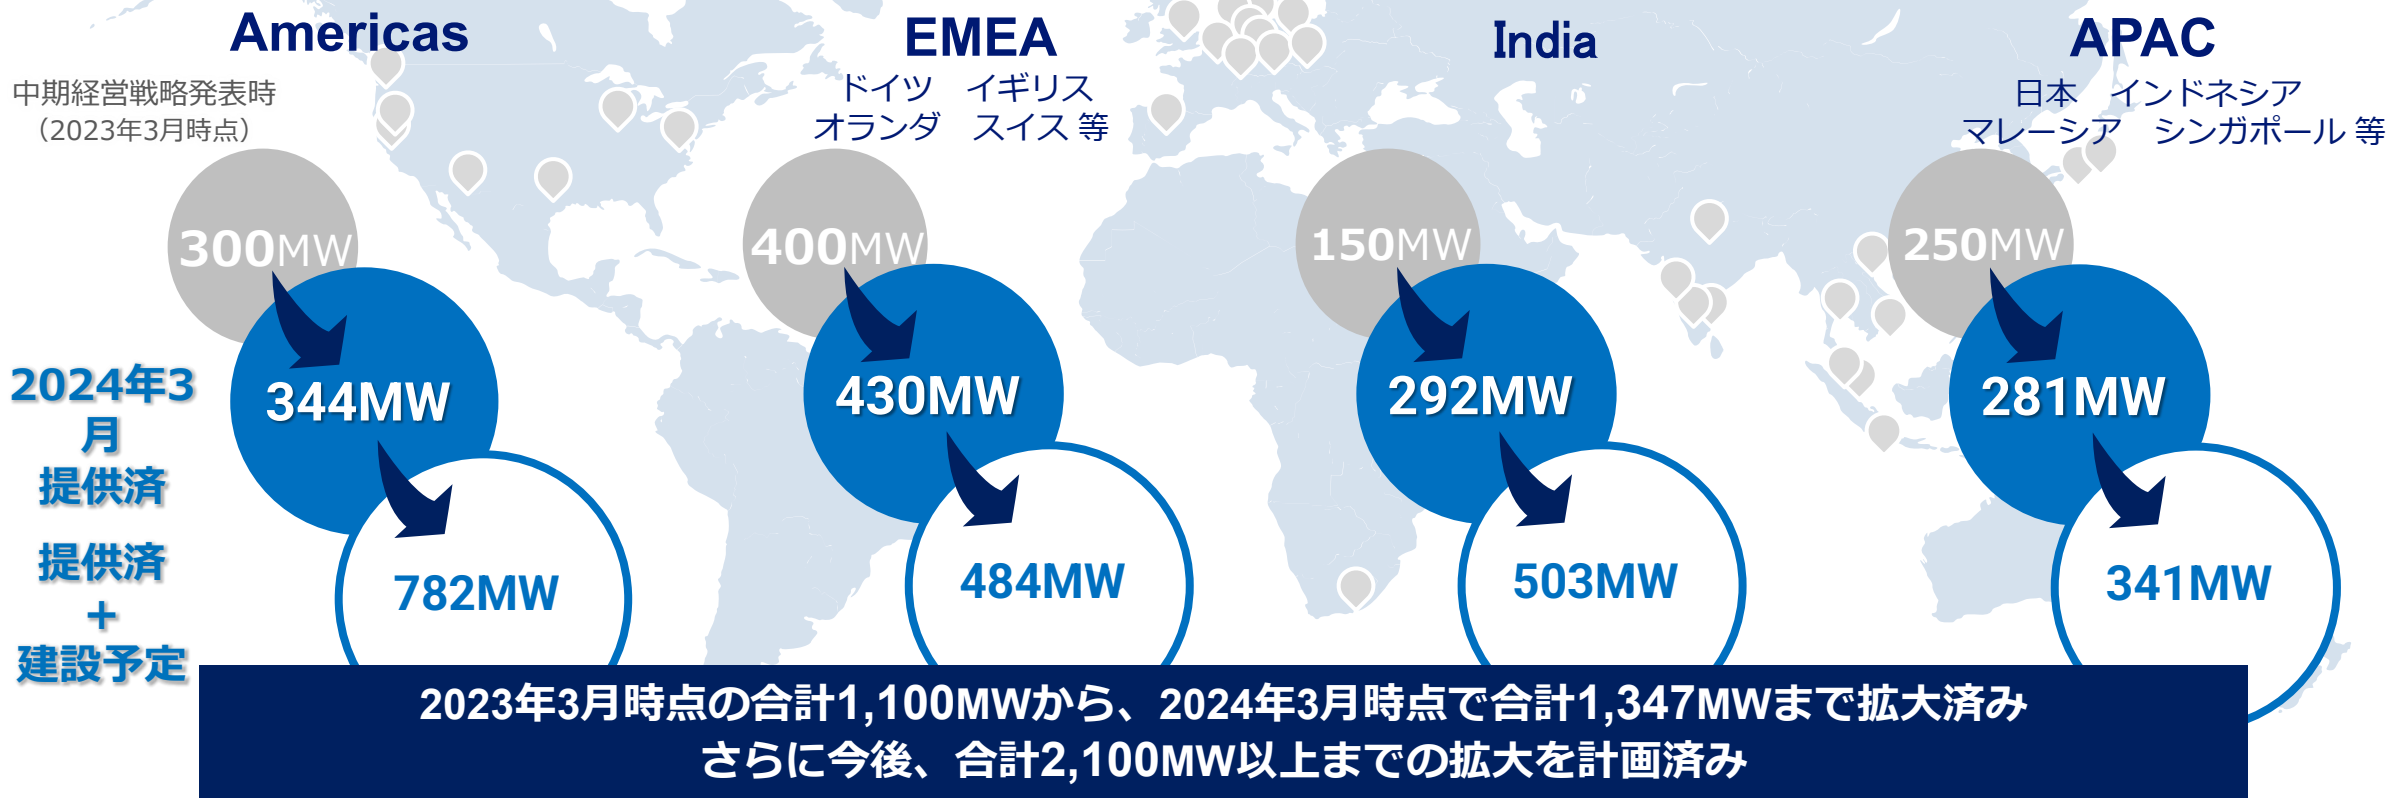 Americas
EMEA
ドイツ　イギリス
オランダ　スイス 等
India
APAC
日本　インドネシア
マレーシア　シンガポール 等
中期経営戦略発表時
（2023年3月時点）
300MW
400MW
150MW
250MW
2024年3
月
提供済
344MW
430MW
292MW
281MW
提供済
＋
建設予定
782MW
484MW
503MW
341MW
2023年3月時点の合計1,100MWから、2024年3月時点で合計1,347MWまで拡大済み
さらに今後、合計2,100MW以上までの拡大を計画済み